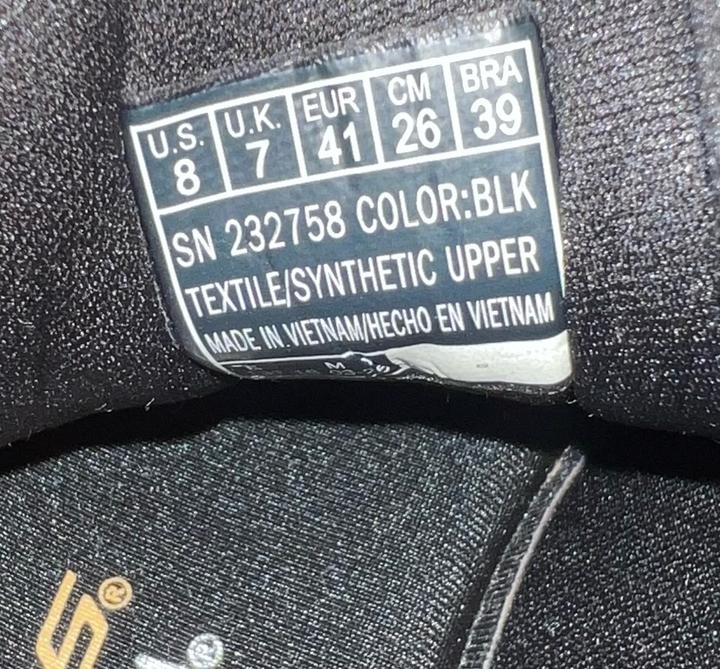 U.S. U.K. EUR CM BRA
8 7 41 26 39
SN 232758 COLOR:BLK
TEXTILE/SYNTHETIC UPPER
MADE IN VIETNAM/HECHO EN VIETNAM
S®
®